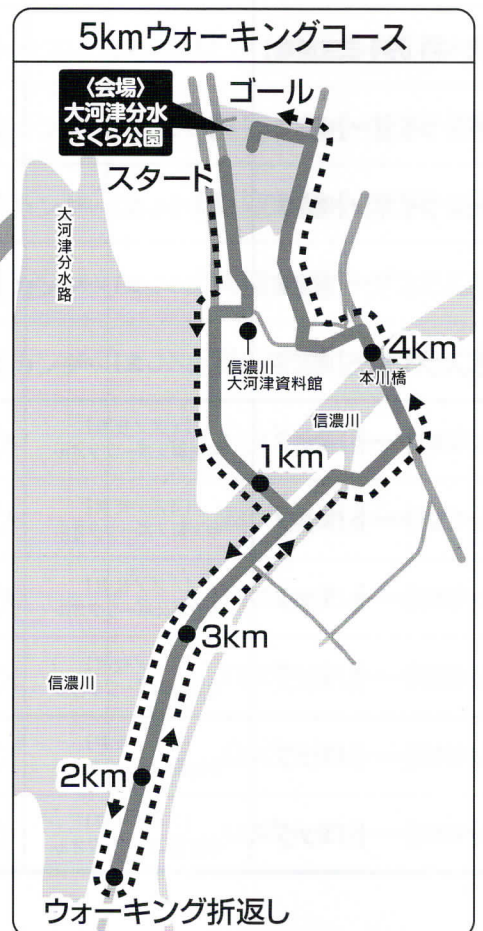 5kmウォーキングコース
〈会場〉
大河津分水
さくら公園
ゴール
スタート
大河津分水路
信濃川
大河津資料館
4km
本川橋
信濃川
1km
3km
信濃川
2km
ウォーキング折返し